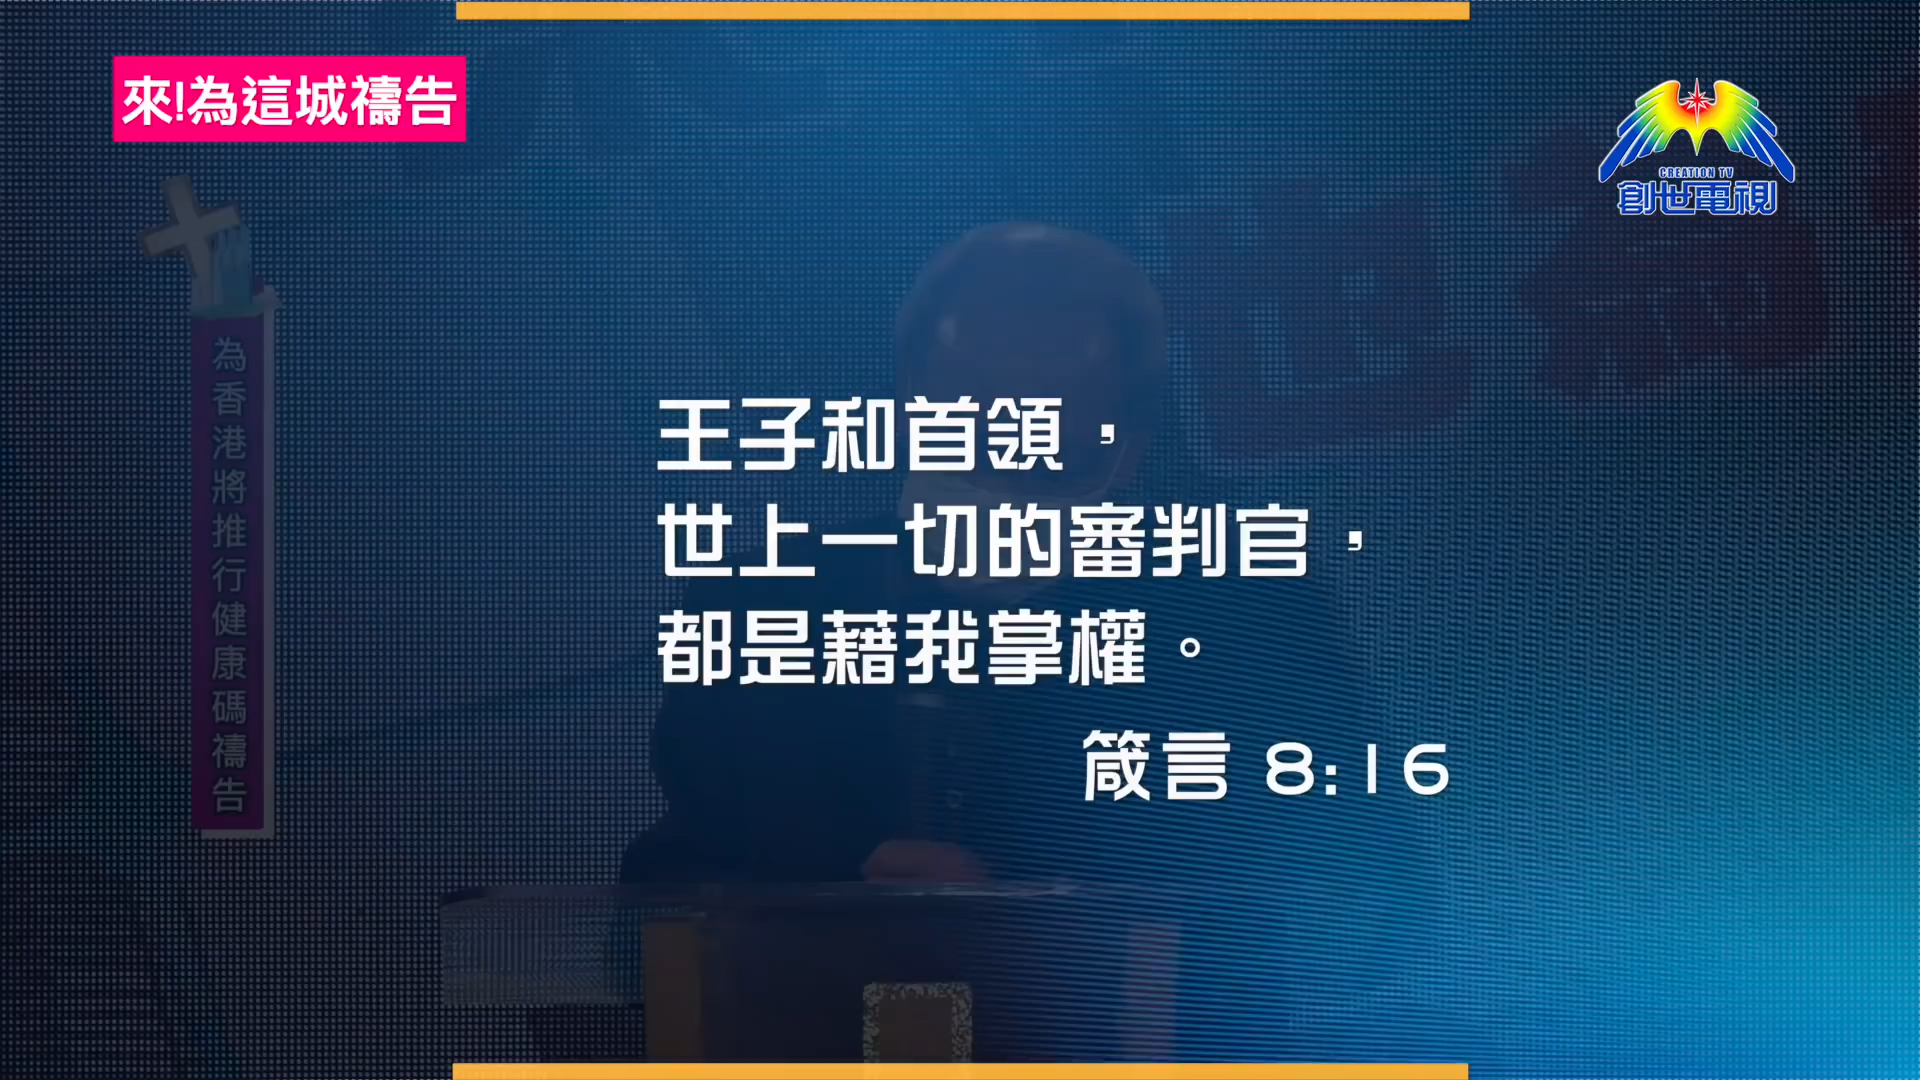 來!為這城禱告
CREATION TV
創世電視
為香港將推行健康碼禱告
王子和首領，
世上一切的審判官，
都是藉我掌權。
箴言 8:16